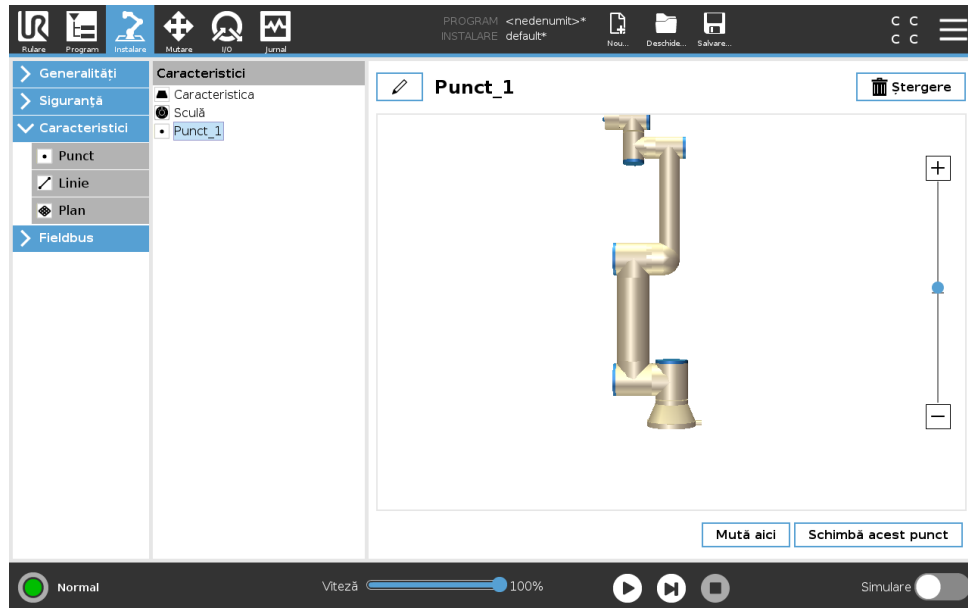 UR
Rulare
Program
Instalare
Mutare
I/O
Jurnal
PROGRAM <nedenumit>*
INSTALARE default*
Nou...
Deschide...
Salvare...
C C
C C
Generalități
Siguranță
Caracteristici
Punct
Linie
Plan
Fieldbus
Caracteristici
Caracteristica
Sculă
Punct_1
Punct_1
Ștergere
Mută aici
Schimbă acest punct
Normal
Viteză
100%
Simulare